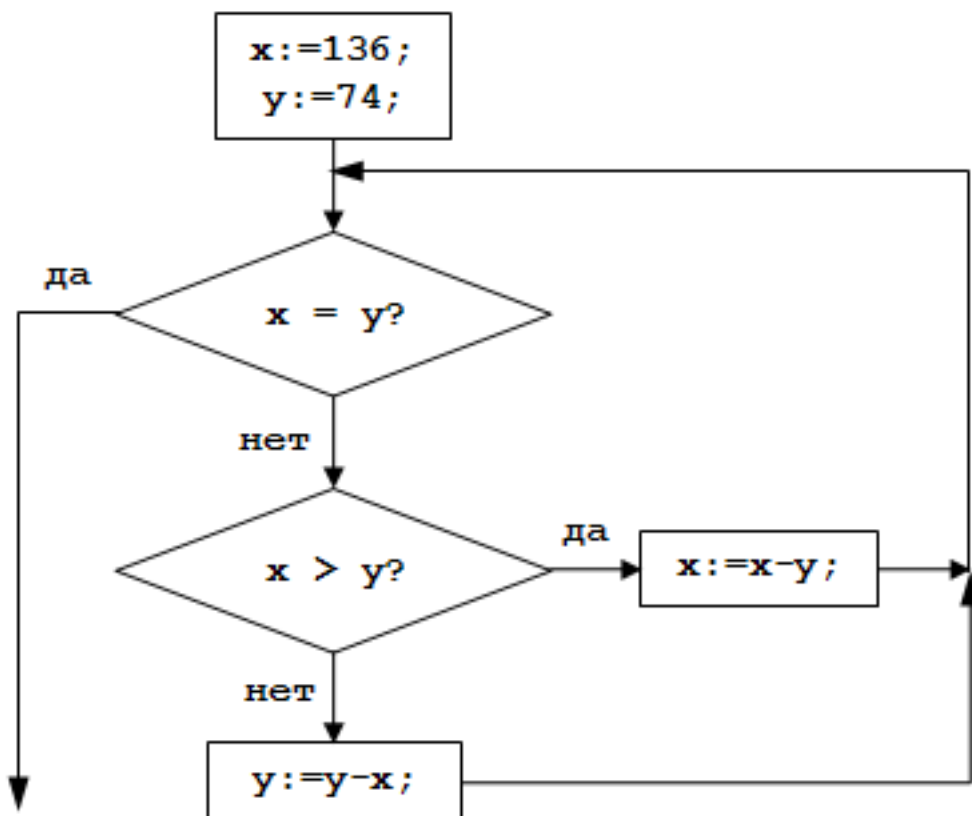 x:=136;
y:=74;
да
x = y?
нет
x > y?
да
x:=x-y;
нет
y:=y-x;